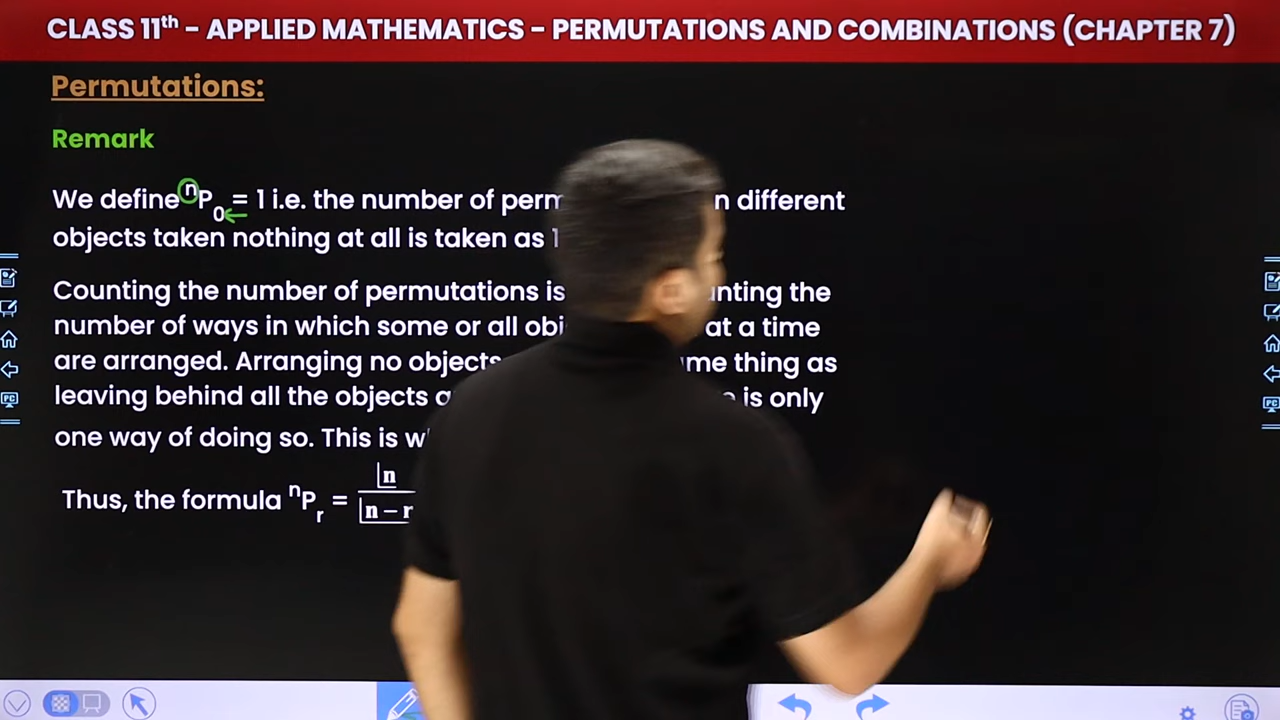 CLASS 11th – APPLIED MATHEMATICS – PERMUTATIONS AND COMBINATIONS (CHAPTER 7)
Permutations:
Remark
We define nP0 = 1 i.e. the number of n different
objects taken nothing at all is taken as 1
Counting the number of permutations is the
number of ways in which some or all at a time
are arranged. Arranging no objects thing as
leaving behind all the objects is only
one way of doing so. This is
Thus, the formula nPr = ⌊n / ⌊n – r